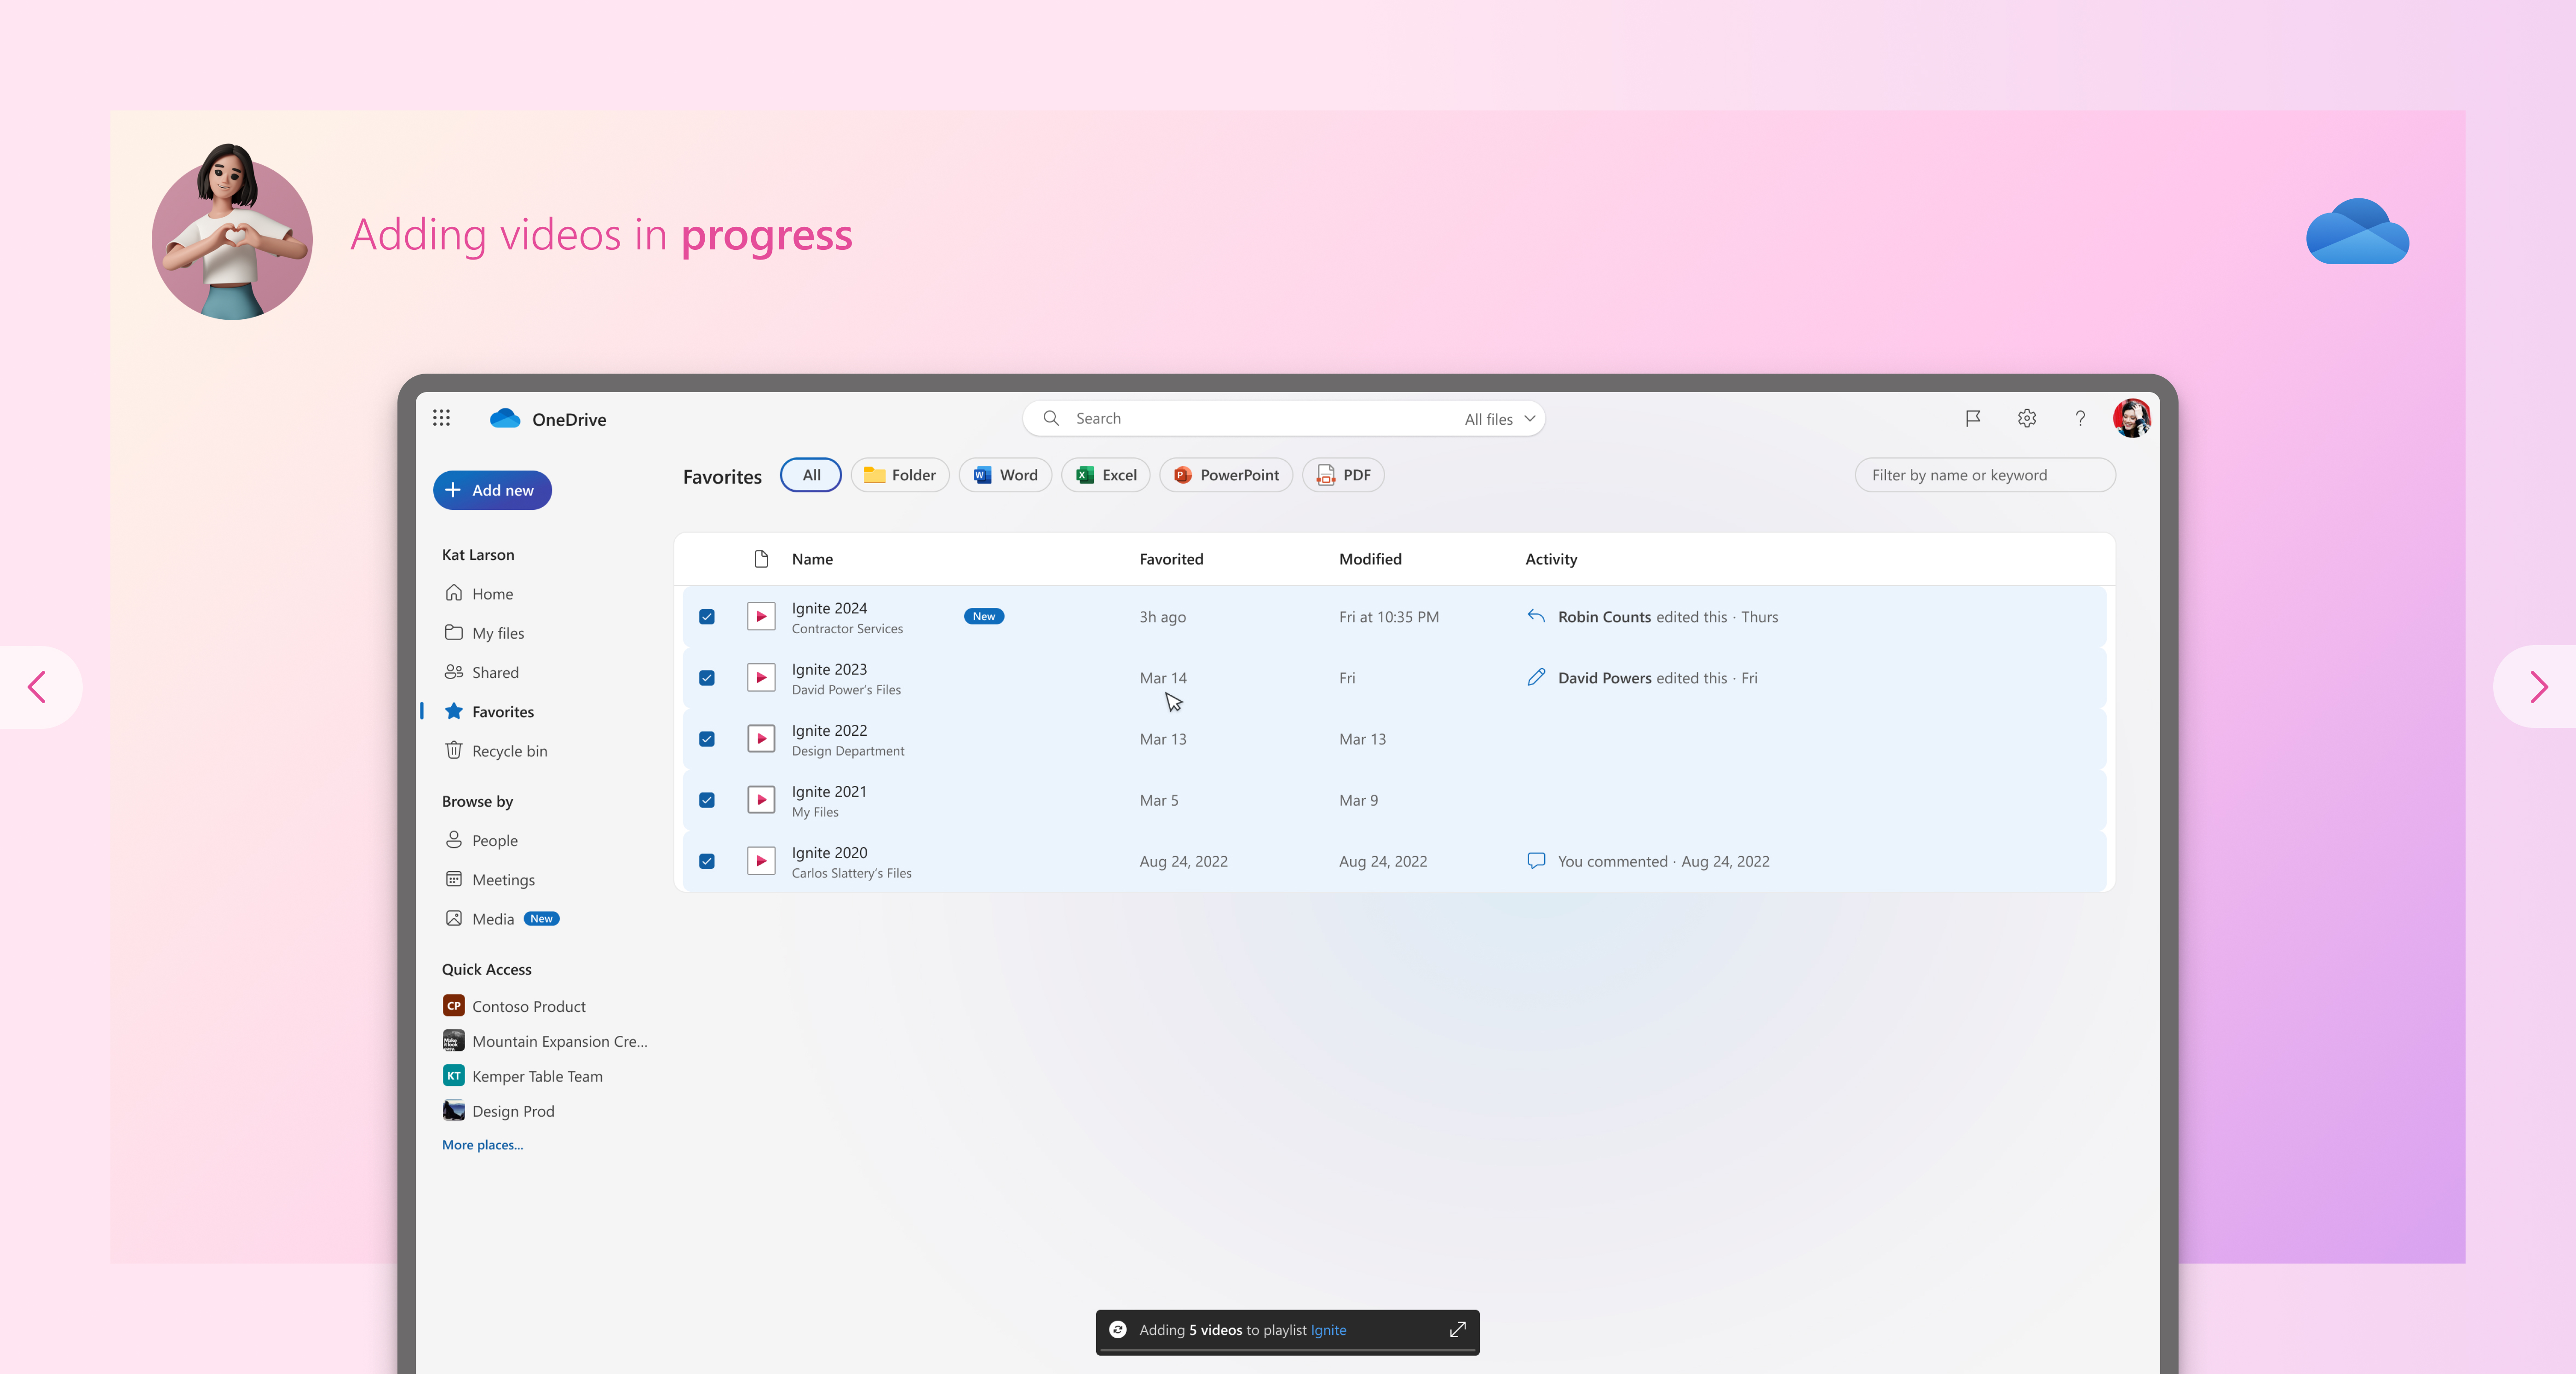 Adding videos in progress
OneDrive
Search
All files
Add new
Favorites
All
Folder
Word
Excel
PowerPoint
PDF
Filter by name or keyword
Kat Larson
Home
My files
Shared
Favorites
Recycle bin
Browse by
People
Meetings
Media New
Quick Access
CP Contoso Product
Mountain Expansion Cre...
KT Kemper Table Team
Design Prod
More places...
Name Favorited Modified Activity
Ignite 2024 New 3h ago Fri at 10:35 PM Robin Counts edited this · Thurs
Contractor Services
Ignite 2023 Mar 14 Fri David Powers edited this · Fri
David Power's Files
Ignite 2022 Mar 13 Mar 13
Design Department
Ignite 2021 Mar 5 Mar 9
My Files
Ignite 2020 Aug 24, 2022 Aug 24, 2022 You commented · Aug 24, 2022
Carlos Slattery's Files
Adding 5 videos to playlist Ignite